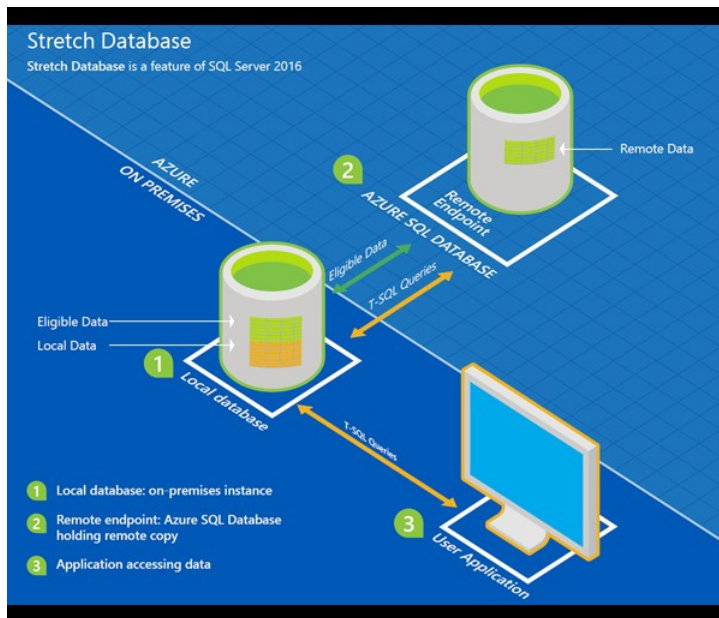 Stretch Database
Stretch Database is a feature of SQL Server 2016
AZURE
ON PREMISES
Remote Data
2
Remote
Endpoint
AZURE SQL DATABASE
Eligible Data
T-SQL Queries
Eligible Data
Local Data
1
Local database
T-SQL Queries
3
User Application
1 Local database: on-premises instance
2 Remote endpoint: Azure SQL Database
holding remote copy
3 Application accessing data